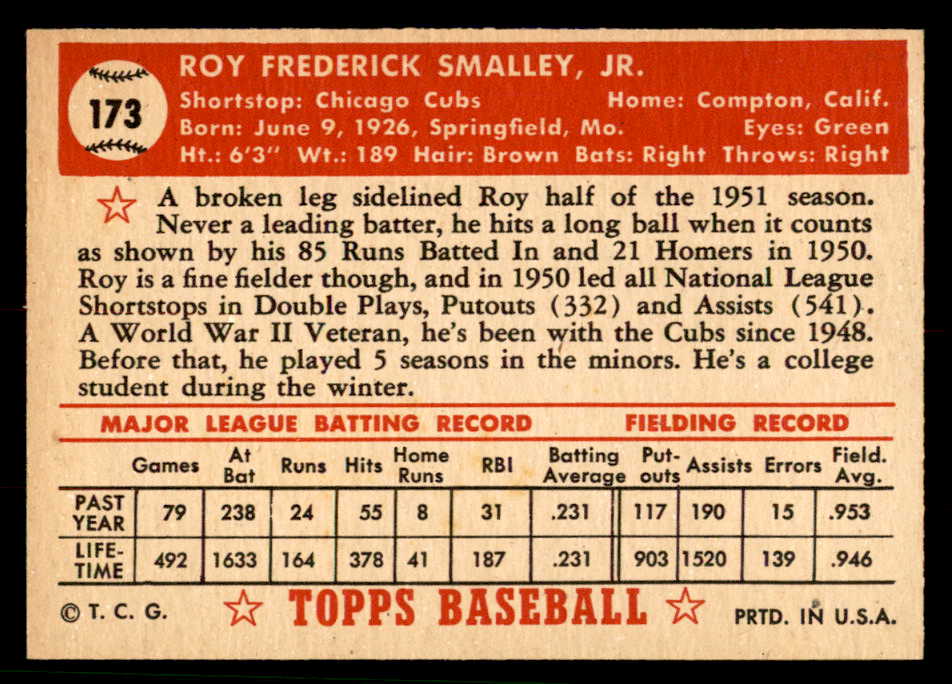 173
ROY FREDERICK SMALLEY, JR.
Shortstop: Chicago Cubs Home: Compton, Calif.
Born: June 9, 1926, Springfield, Mo. Eyes: Green
Ht.: 6'3" Wt.: 189 Hair: Brown Bats: Right Throws: Right
A broken leg sidelined Roy half of the 1951 season.
Never a leading batter, he hits a long ball when it counts
as shown by his 85 Runs Batted In and 21 Homers in 1950.
Roy is a fine fielder though, and in 1950 led all National League
Shortstops in Double Plays, Putouts (332) and Assists (541).
A World War II Veteran, he's been with the Cubs since 1948.
Before that, he played 5 seasons in the minors. He's a college
student during the winter.
MAJOR LEAGUE BATTING RECORD FIELDING RECORD
Games At Bat Runs Hits Home Runs RBI Batting Average Put-outs Assists Errors Field. Avg.
PAST YEAR 79 238 24 55 8 31 .231 117 190 15 .953
LIFE-TIME 492 1633 164 378 41 187 .231 903 1520 139 .946
© T. C. G. TOPPS BASEBALL PRTD. IN U.S.A.